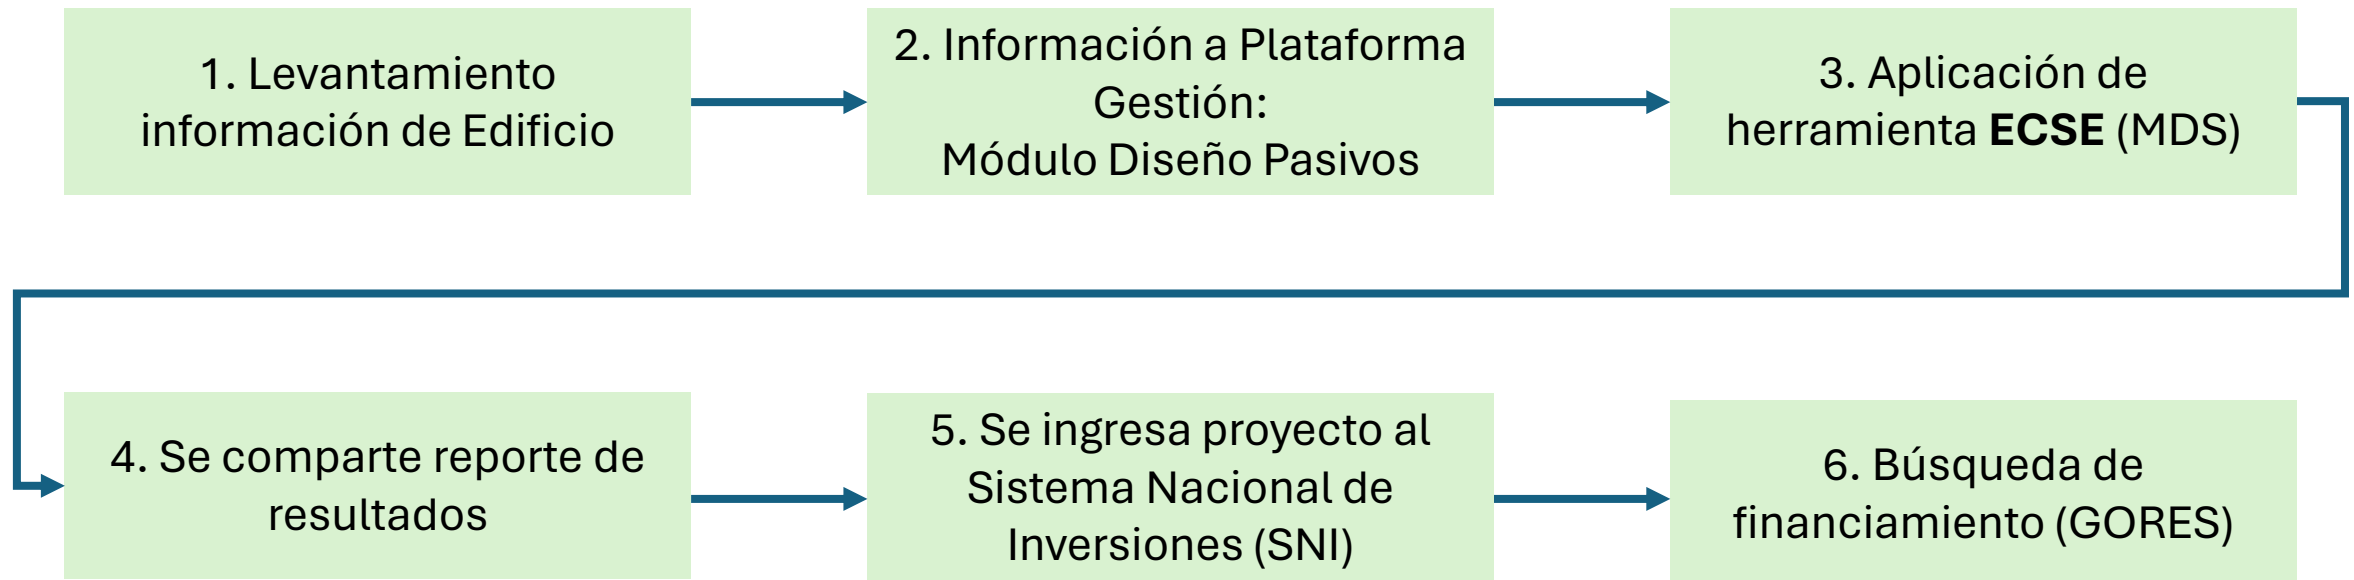 1. Levantamiento
información de Edificio
2. Información a Plataforma
Gestión:
Módulo Diseño Pasivos
3. Aplicación de
herramienta ECSE (MDS)
4. Se comparte reporte de
resultados
5. Se ingresa proyecto al
Sistema Nacional de
Inversiones (SNI)
6. Búsqueda de
financiamiento (GORES)